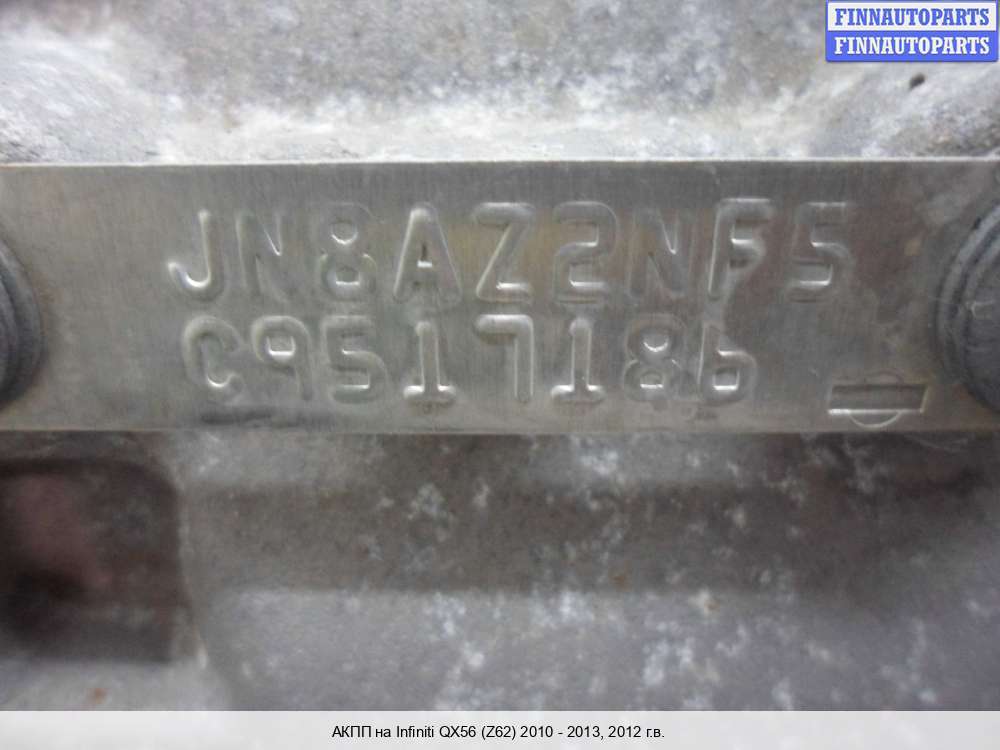 FINNAUTOPARTS
FINNAUTOPARTS
JN8AZ2NF5
C9517186
АКПП на Infiniti QX56 (Z62) 2010 - 2013, 2012 г.в.